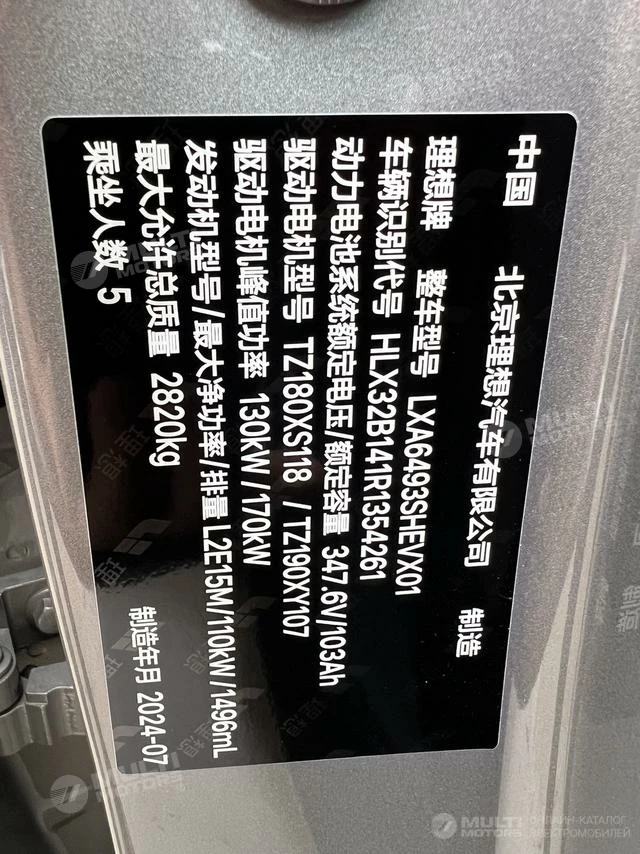 中国 北京理想汽车有限公司 制造
理想牌 整车型号 LXA6493SHEVX01
车辆识别代号 HLX32B141R1354261
动力电池系统额定电压/额定容量 347.6V/103Ah
驱动电机型号 TZ180XS118 / TZ190XY107
驱动电机峰值功率 130kW/170kW
发动机型号/最大净功率/排量 L2E15M/110kW/1496mL
最大允许总质量 2820kg
乘坐人数 5 制造年月 2024-07
MULTI MOTORS
ОНЛАЙН-КАТАЛОГ
ЭЛЕКТРОМОБИЛЕЙ